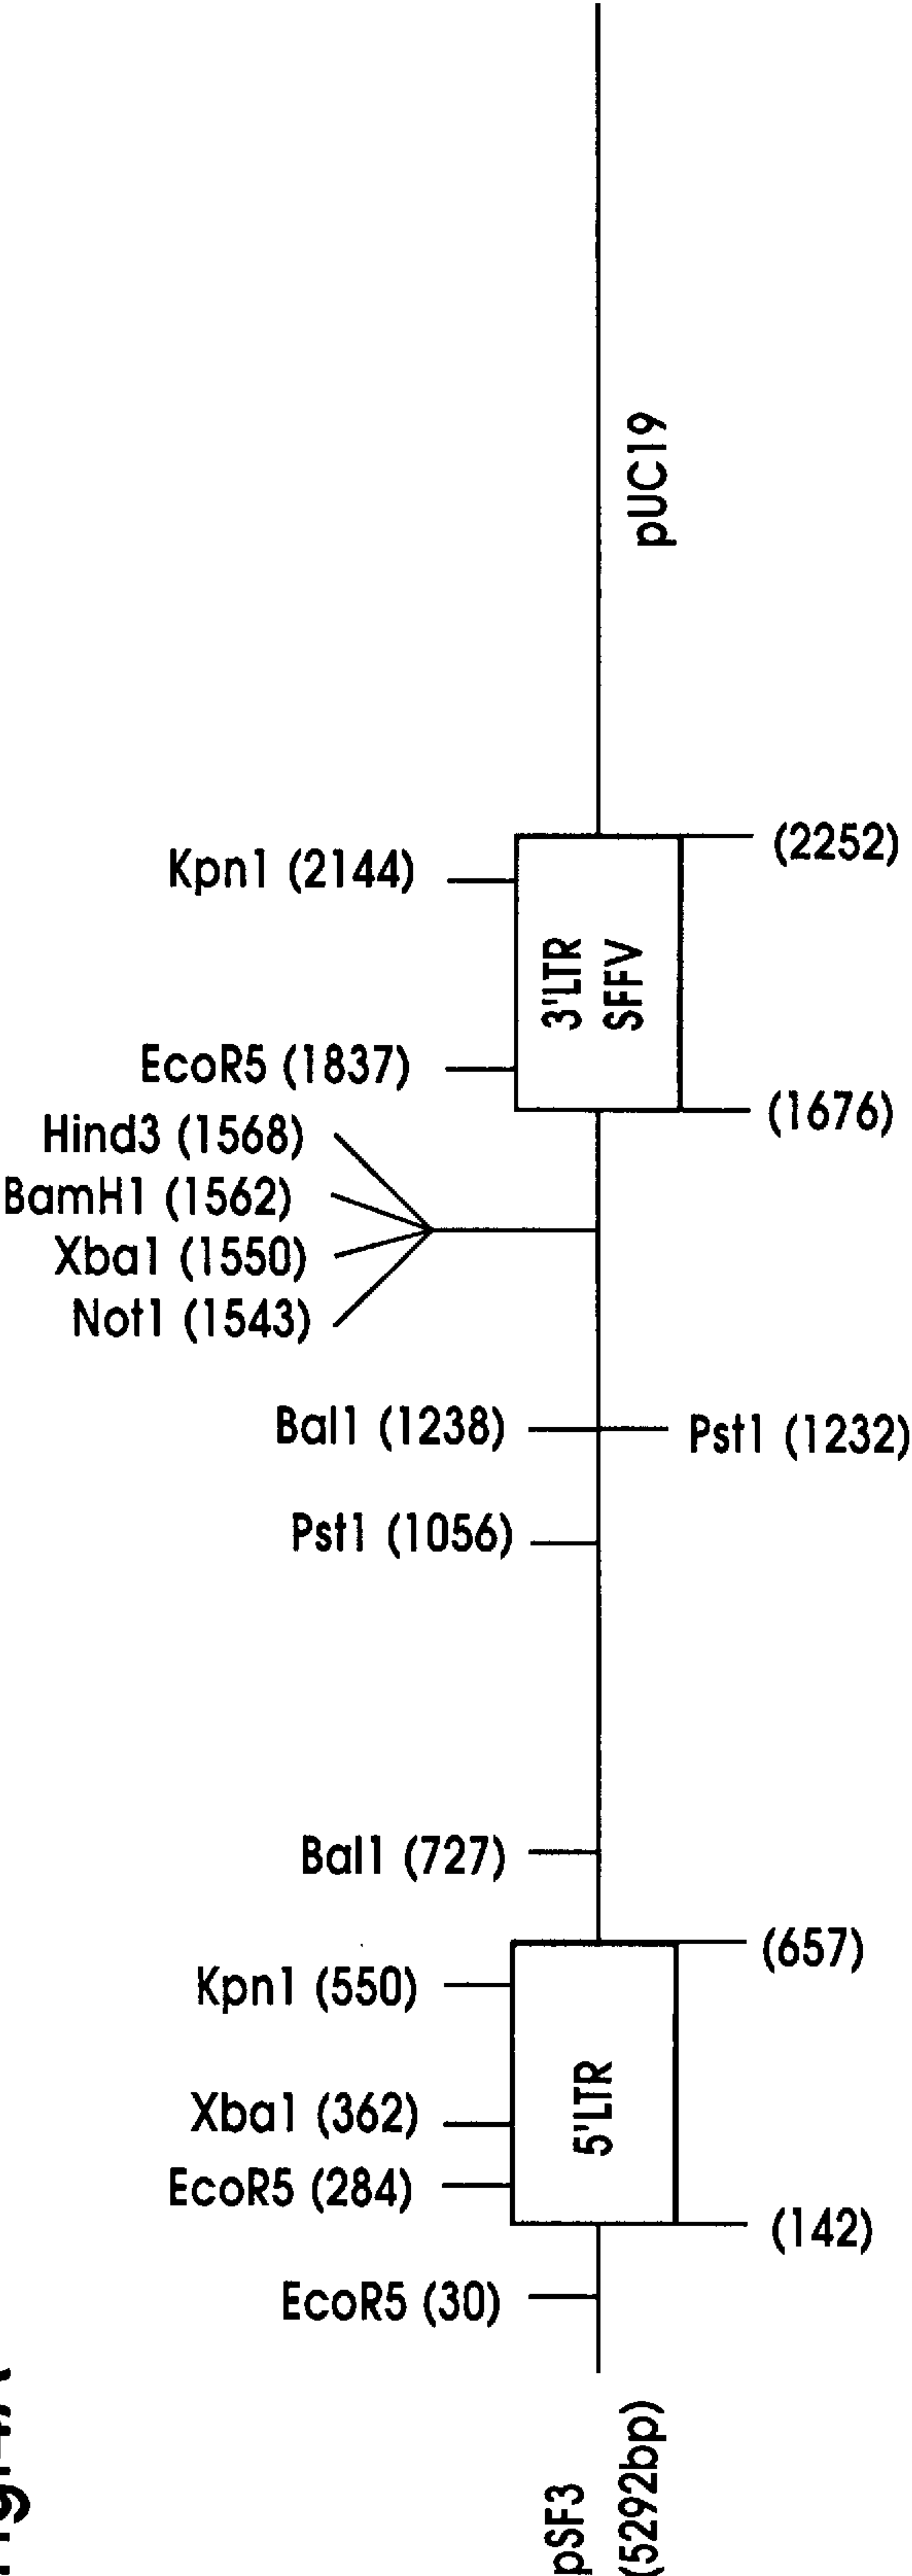 pUC19
Kpn1 (2144)
(2252)
3'LTR
SFFV
EcoR5 (1837)
(1676)
Hind3 (1568)
BamH1 (1562)
Xba1 (1550)
Not1 (1543)
Bal1 (1238)
Pst1 (1232)
Pst1 (1056)
Bal1 (727)
(657)
Kpn1 (550)
5'LTR
Xba1 (362)
EcoR5 (284)
(142)
EcoR5 (30)
pSF3
(5292bp)